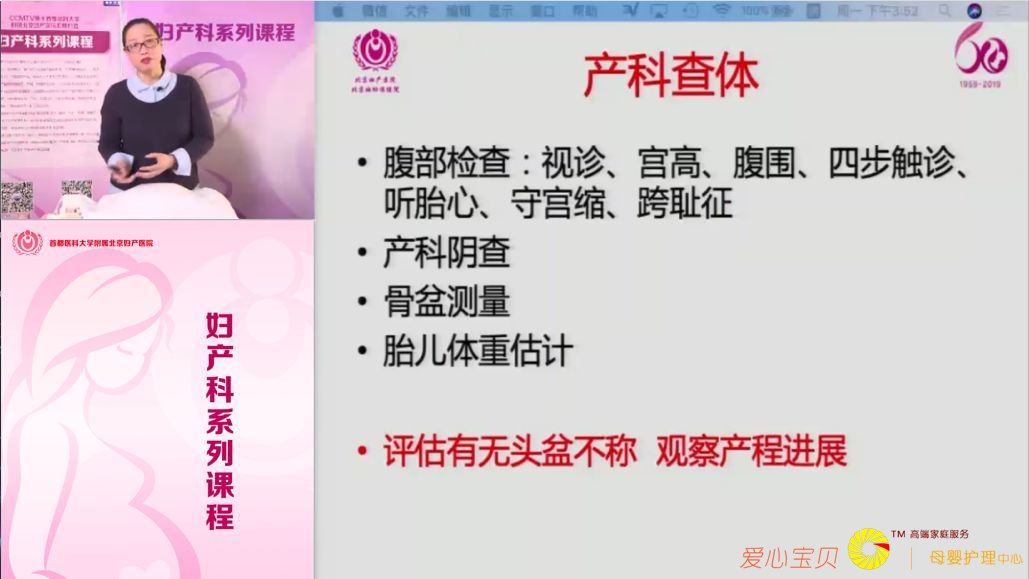 妇产科系列课程
妇产科系列课程
首都医科大学附属北京妇产医院
妇产科系列课程
微信 文件 编辑 显示 窗口 帮助 100% 周一 下午3:52
北京妇产医院
北京妇幼保健院
1959-2019
产科查体
• 腹部检查：视诊、宫高、腹围、四步触诊、
听胎心、守宫缩、跨耻征
• 产科阴查
• 骨盆测量
• 胎儿体重估计
• 评估有无头盆不称 观察产程进展
爱心宝贝
TM 高端家庭服务
母婴护理中心